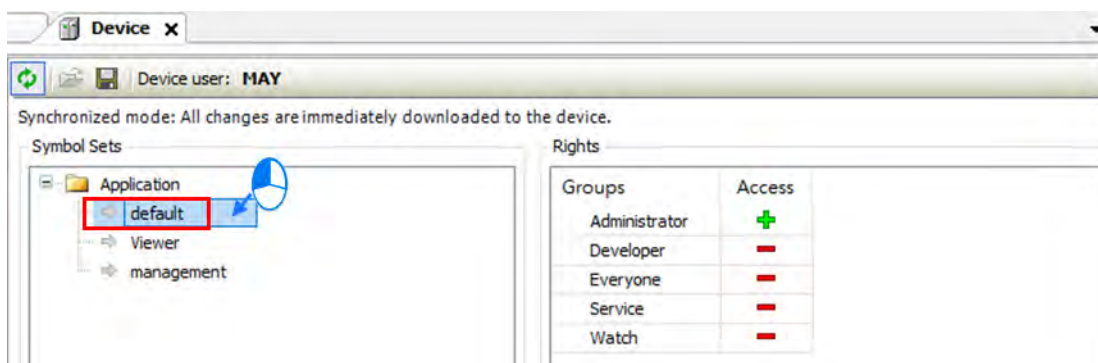 Device X
Device user: MAY
Synchronized mode: All changes are immediately downloaded to the device.
Symbol Sets
Application
default
Viewer
management
Rights
Groups Access
Administrator
Developer
Everyone
Service
Watch